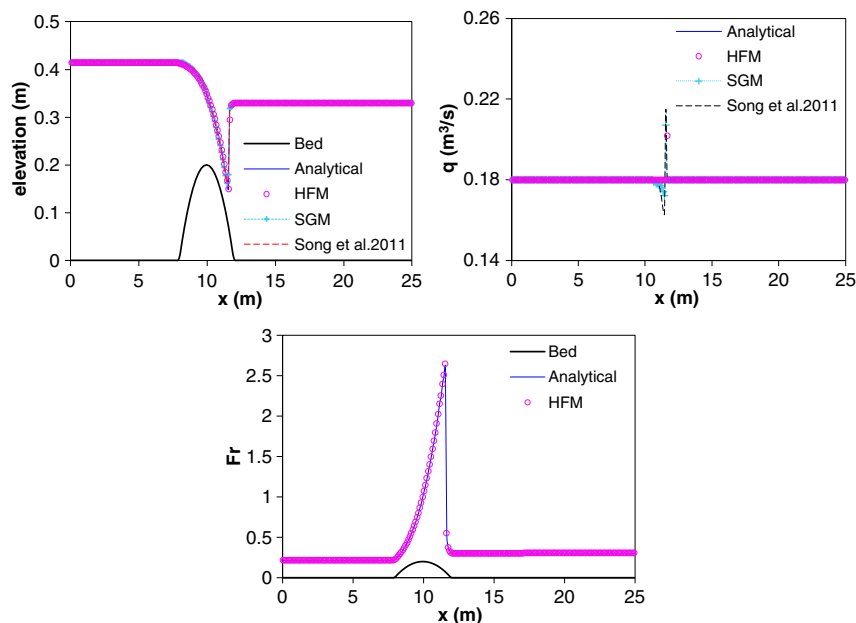 0.5
0.4
0.3
0.2
0.1
0
elevation (m)
Bed
Analytical
HFM
SGM
Song et al.2011
0 5 10 15 20 25
x (m)
0.26
0.22
0.18
0.14
q (m³/s)
Analytical
HFM
SGM
Song et al.2011
0 5 10 15 20 25
x (m)
3
2.5
2
1.5
1
0.5
0
Fr
Bed
Analytical
HFM
0 5 10 15 20 25
x (m)